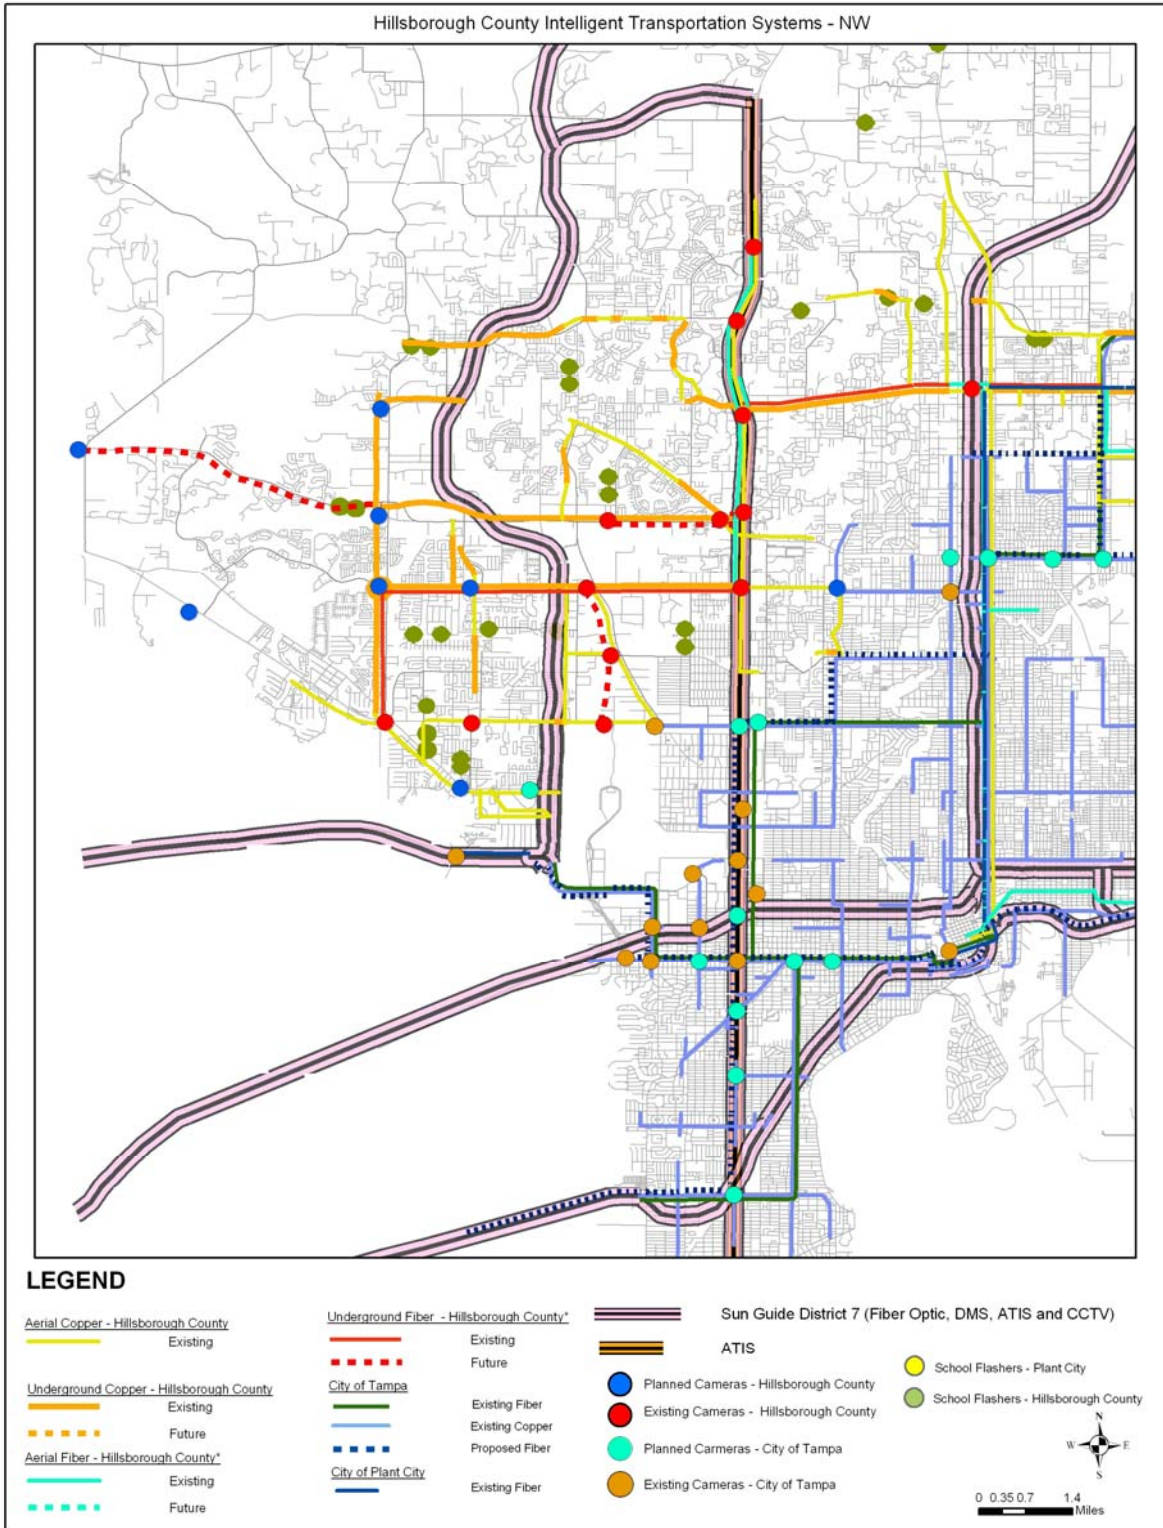 Hillsborough County Intelligent Transportation Systems - NW
LEGEND
Aerial Copper - Hillsborough County
Existing
Underground Copper - Hillsborough County
Existing
Future
Aerial Fiber - Hillsborough County*
Existing
Future
Underground Fiber - Hillsborough County*
Existing
Future
City of Tampa
Existing Fiber
Existing Copper
Proposed Fiber
City of Plant City
Existing Fiber
Sun Guide District 7 (Fiber Optic, DMS, ATIS and CCTV)
ATIS
Planned Cameras - Hillsborough County
Existing Cameras - Hillsborough County
Planned Carmeras - City of Tampa
Existing Cameras - City of Tampa
School Flashers - Plant City
School Flashers - Hillsborough County
N
W E
S
0 0.35 0.7 1.4
Miles